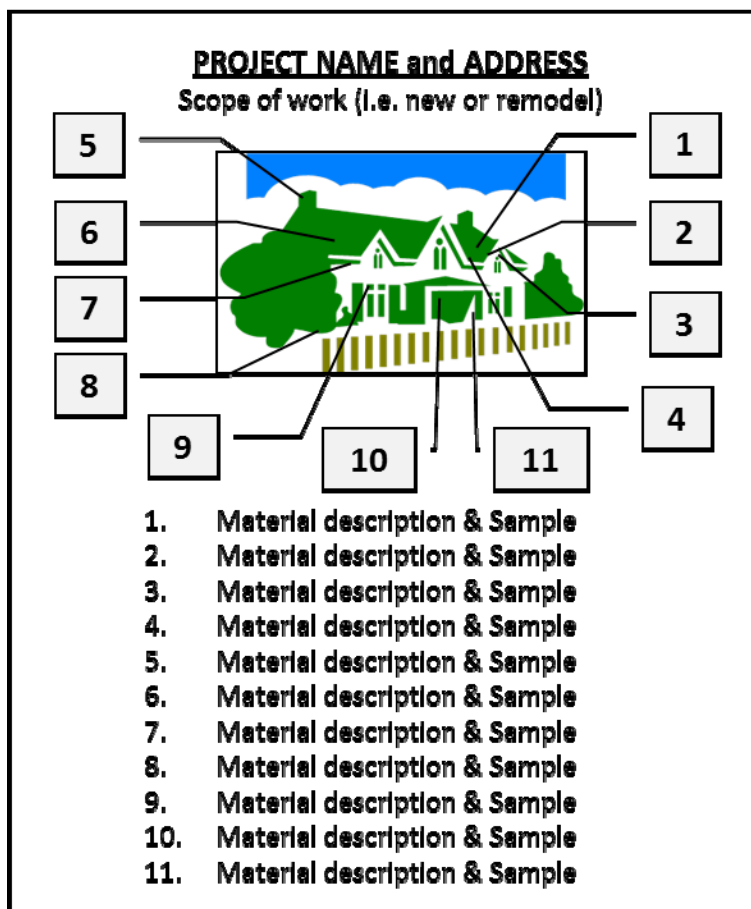 PROJECT NAME and ADDRESS
Scope of work (i.e. new or remodel)
5
1
6
2
7
3
8
4
9
10
11
1. Material description & Sample
2. Material description & Sample
3. Material description & Sample
4. Material description & Sample
5. Material description & Sample
6. Material description & Sample
7. Material description & Sample
8. Material description & Sample
9. Material description & Sample
10. Material description & Sample
11. Material description & Sample